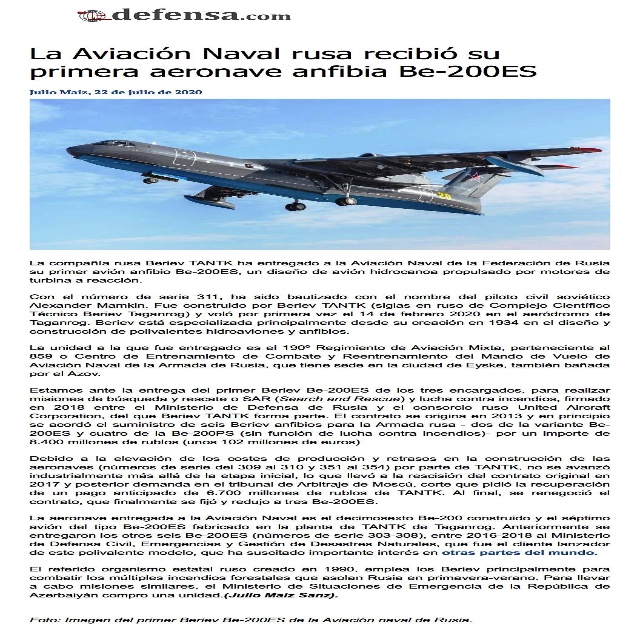 defensa.com
La Aviación Naval rusa recibió su
primera aeronave anfibia Be-200ES
Julio Maiz, 22 de julio de 2020
La compañía rusa Beriev TANTK ha entregado a la Aviación Naval de la Federación de Rusia
su primer avión anfibio Be-200ES, un diseño de avión hidrocanoa propulsado por motores de
turbina a reacción.
Con el número de serie 311, ha sido bautizado con el nombre del piloto civil soviético
Alexander Mamkin. Fue construido por Beriev TANTK (siglas en ruso de Complejo Científico
Técnico Beriev Taganrog) y voló por primera vez el 14 de febrero 2020 en el aeródromo de
Taganrog. Beriev está especializada principalmente desde su creación en 1934 en el diseño y
construcción de polivalentes hidroaviones y anfibios.
La unidad a la que fue entregado es el 190º Regimiento de Aviación Mixta, perteneciente al
859 o Centro de Entrenamiento de Combate y Reentrenamiento del Mando de Vuelo de
Aviación Naval de la Armada de Rusia, que tiene sede en la ciudad de Eyske, también bañada
por el Azov.
Estamos ante la entrega del primer Beriev Be-200ES de los tres encargados, para realizar
misiones de búsqueda y rescate o SAR (Search and Rescue) y lucha contra incendios, firmado
en 2018 entre el Ministerio de Defensa de Rusia y el consorcio ruso United Aircraft
Corporation, del que Beriev TANTK forma parte. El contrato se origina en 2013 y en principio
se acordó el suministro de seis Beriev anfibios para la Armada rusa - dos de la variante Be-
200ES y cuatro de la Be-200PS (sin función de lucha contra incendios)- por un importe de
8.400 millones de rublos (unos 102 millones de euros)
Debido a la elevación de los costes de producción y retrasos en la construcción de las
aeronaves (números de serie del 309 al 310 y 351 al 354) por parte de TANTK, no se avanzó
industrialmente más allá de la etapa inicial, lo que llevó a la rescisión del contrato original en
2017 y posterior demanda en el tribunal de Arbitraje de Moscú, corte que pidió la recuperación
de un pago anticipado de 6.700 millones de rublos de TANTK. Al final, se renegoció el
contrato, que finalmente se fijó y redujo a tres Be-200ES.
La aeronave entregada a la Aviación Naval es el decimosexto Be-200 construido y el séptimo
avión del tipo Be-200ES fabricado en la planta de TANTK de Taganrog. Anteriormente se
entregaron los otros seis Be-200ES (números de serie 303-308), entre 2016-2018 al Ministerio
de Defensa Civil, Emergencias y Gestión de Desastres Naturales, que fue el cliente lanzador
de este polivalente modelo, que ha suscitado importante interés en otras partes del mundo.
El referido organismo estatal ruso creado en 1990, emplea los Beriev principalmente para
combatir los múltiples incendios forestales que asolan Rusia en primavera-verano. Para llevar
a cabo misiones similares, el Ministerio de Situaciones de Emergencia de la República de
Azerbaiyán compro una unidad.(Julio Maíz Sanz).
Foto: Imagen del primer Beriev Be-200ES de la Aviación naval de Rusia.